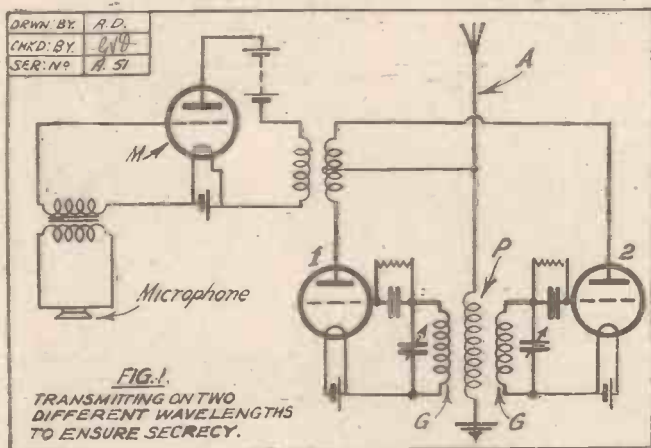 DRWN: BY. A.D.
CHKD: BY.
SER: Nº A. 51
A
M
1
P
2
Microphone
G G
FIG. 1.
TRANSMITTING ON TWO
DIFFERENT WAVELENGTHS
TO ENSURE SECRECY.